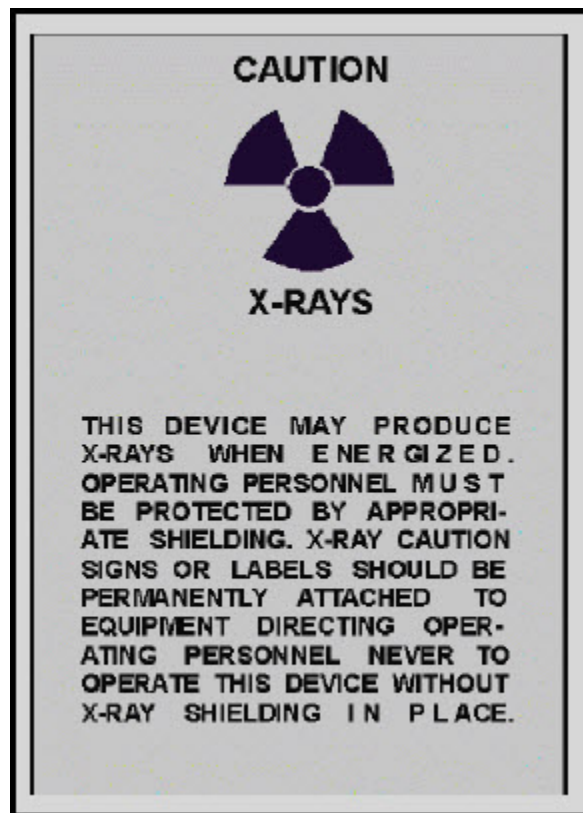 CAUTION
X-RAYS
THIS DEVICE MAY PRODUCE
X-RAYS WHEN ENERGIZED.
OPERATING PERSONNEL MUST
BE PROTECTED BY APPROPRI-
ATE SHIELDING. X-RAY CAUTION
SIGNS OR LABELS SHOULD BE
PERMANENTLY ATTACHED TO
EQUIPMENT DIRECTING OPER-
ATING PERSONNEL NEVER TO
OPERATE THIS DEVICE WITHOUT
X-RAY SHIELDING IN PLACE.